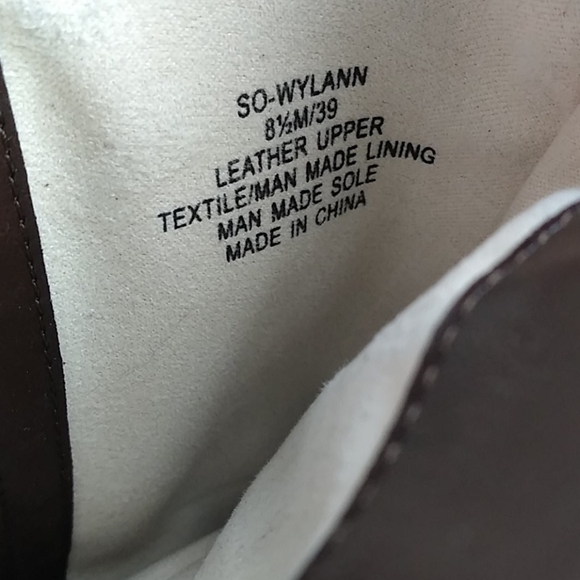 SO-WYLANN
8½M/39
LEATHER UPPER
TEXTILE/MAN MADE LINING
MAN MADE SOLE
MADE IN CHINA